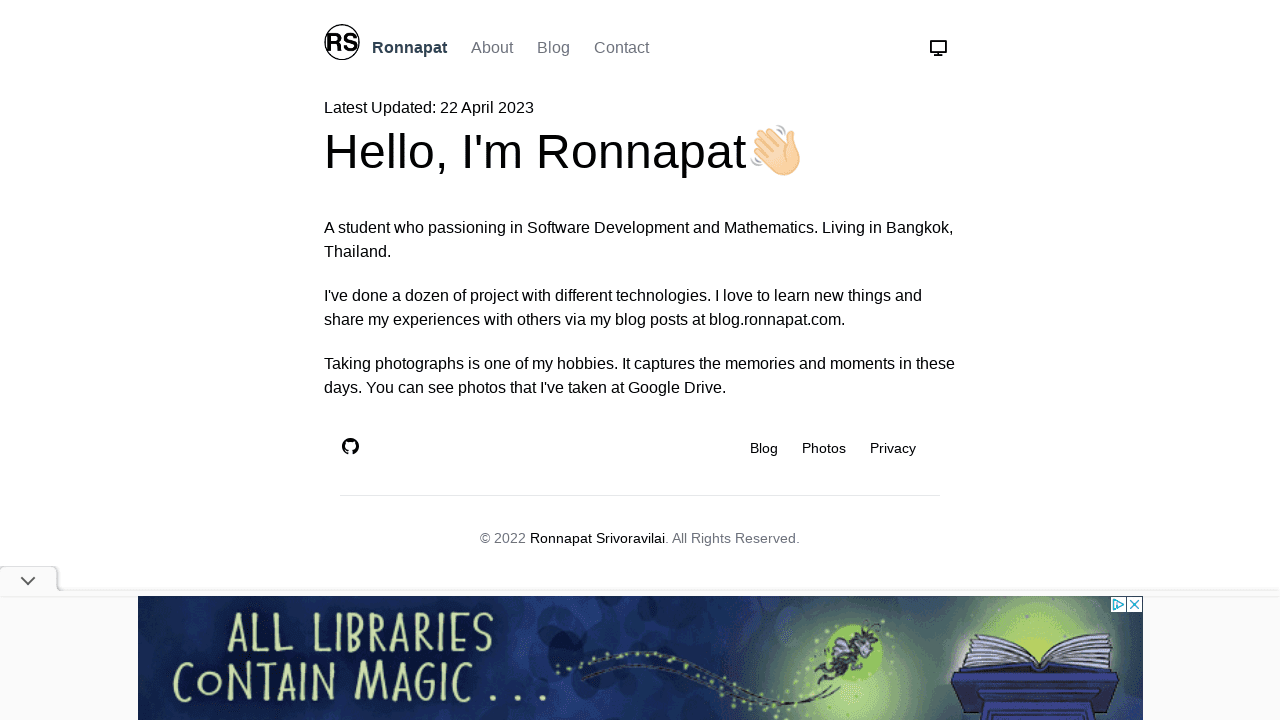 RS
Ronnapat About Blog Contact
Latest Updated: 22 April 2023
Hello, I'm Ronnapat
A student who passioning in Software Development and Mathematics. Living in Bangkok,
Thailand.
I've done a dozen of project with different technologies. I love to learn new things and
share my experiences with others via my blog posts at blog.ronnapat.com.
Taking photographs is one of my hobbies. It captures the memories and moments in these
days. You can see photos that I've taken at Google Drive.
Blog Photos Privacy
© 2022 Ronnapat Srivoravilai. All Rights Reserved.
ALL LIBRARIES
CONTAIN MAGIC . . .